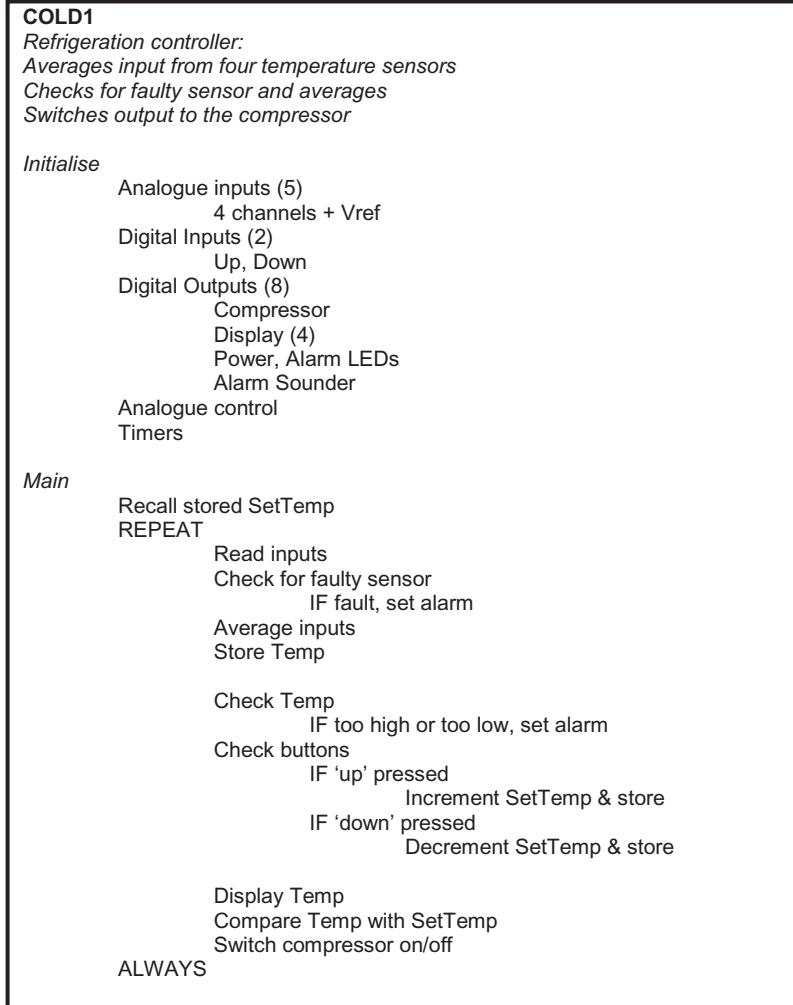 COLD1
Refrigeration controller:
Averages input from four temperature sensors
Checks for faulty sensor and averages
Switches output to the compressor
Initialise
Analogue inputs (5)
4 channels + Vref
Digital Inputs (2)
Up, Down
Digital Outputs (8)
Compressor
Display (4)
Power, Alarm LEDs
Alarm Sounder
Analogue control
Timers
Main
Recall stored SetTemp
REPEAT
Read inputs
Check for faulty sensor
IF fault, set alarm
Average inputs
Store Temp
Check Temp
IF too high or too low, set alarm
Check buttons
IF ‘up’ pressed
Increment SetTemp & store
IF ‘down’ pressed
Decrement SetTemp & store
Display Temp
Compare Temp with SetTemp
Switch compressor on/off
ALWAYS